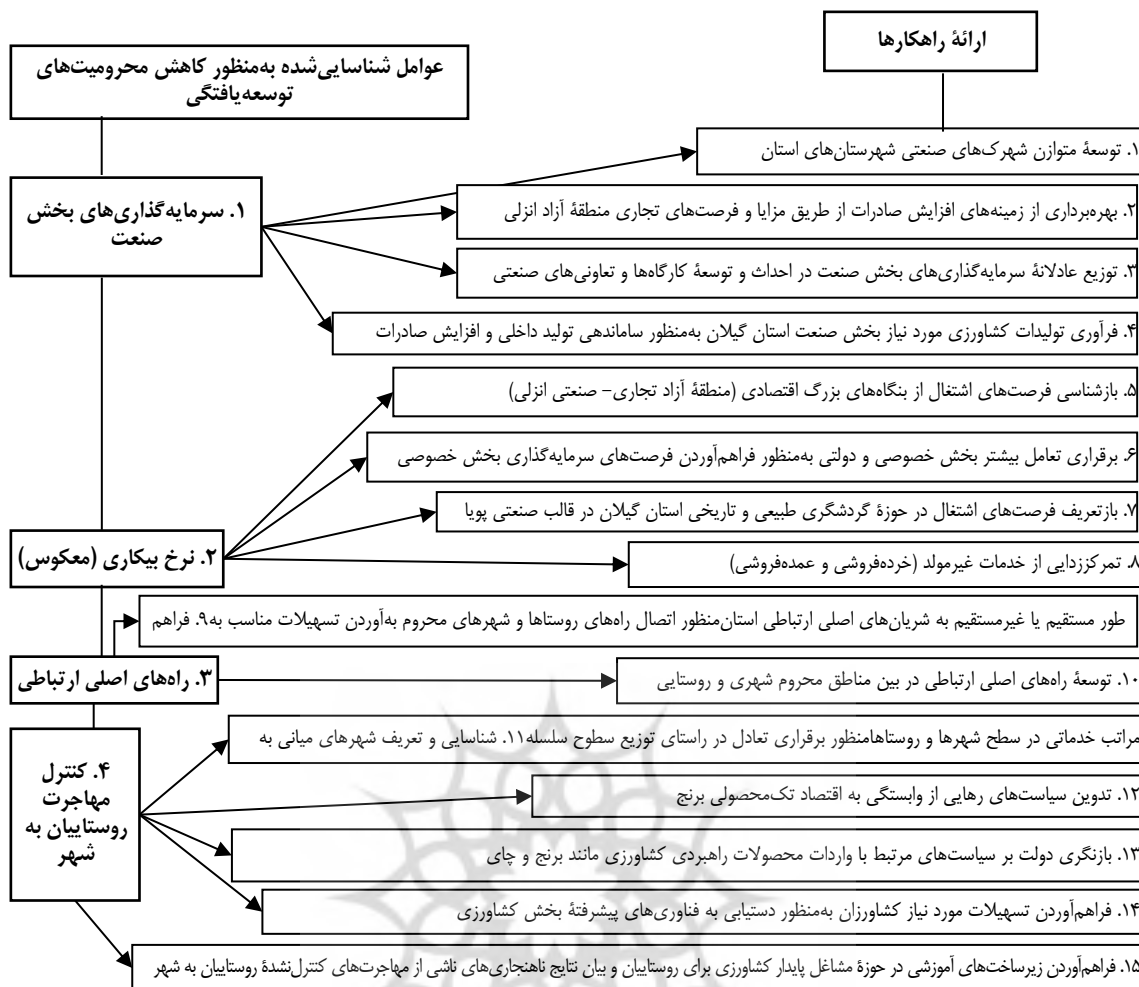 ارائهٔ راهکارها
عوامل شناسایی‌شده به‌منظور کاهش محرومیت‌های
توسعه‌یافتگی
۱. توسعهٔ متوازن شهرک‌های صنعتی شهرستان‌های استان
۱. سرمایه‌گذاری‌های بخش
صنعت
۲. بهره‌برداری از زمینه‌های افزایش صادرات از طریق مزایا و فرصت‌های تجاری منطقهٔ آزاد انزلی
۳. توزیع عادلانهٔ سرمایه‌گذاری‌های بخش صنعت در احداث و توسعهٔ کارگاه‌ها و تعاونی‌های صنعتی
۴. فرآوری تولیدات کشاورزی مورد نیاز بخش صنعت استان گیلان به‌منظور ساماندهی تولید داخلی و افزایش صادرات
۵. بازشناسی فرصت‌های اشتغال از بنگاه‌های بزرگ اقتصادی (منطقهٔ آزاد تجاری– صنعتی انزلی)
۶. برقراری تعامل بیشتر بخش خصوصی و دولتی به‌منظور فراهم‌آوردن فرصت‌های سرمایه‌گذاری بخش خصوصی
۷. بازتعریف فرصت‌های اشتغال در حوزهٔ گردشگری طبیعی و تاریخی استان گیلان در قالب صنعتی پویا
۲. نرخ بیکاری (معکوس)
۸. تمرکززدایی از خدمات غیرمولد (خرده‌فروشی و عمده‌فروشی)
طور مستقیم یا غیرمستقیم به شریان‌های اصلی ارتباطی استان‌منظور اتصال راه‌های روستاها و شهرهای محروم به‌آوردن تسهیلات مناسب به۹. فراهم
۳. راه‌های اصلی ارتباطی
۱۰. توسعهٔ راه‌های اصلی ارتباطی در بین مناطق محروم شهری و روستایی
مراتب خدماتی در سطح شهرها و روستاهامنظور برقراری تعادل در راستای توزیع سطوح سلسله۱۱. شناسایی و تعریف شهرهای میانی به
۴. کنترل
مهاجرت
روستاییان به
شهر
۱۲. تدوین سیاست‌های رهایی از وابستگی به اقتصاد تک‌محصولی برنج
۱۳. بازنگری دولت بر سیاست‌های مرتبط با واردات محصولات راهبردی کشاورزی مانند برنج و چای
۱۴. فراهم‌آوردن تسهیلات مورد نیاز کشاورزان به‌منظور دستیابی به فناوری‌های پیشرفتهٔ بخش کشاورزی
۱۵. فراهم‌آوردن زیرساخت‌های آموزشی در حوزهٔ مشاغل پایدار کشاورزی برای روستاییان و بیان نتایج ناهنجاری‌های ناشی از مهاجرت‌های کنترل‌نشدهٔ روستاییان به شهر